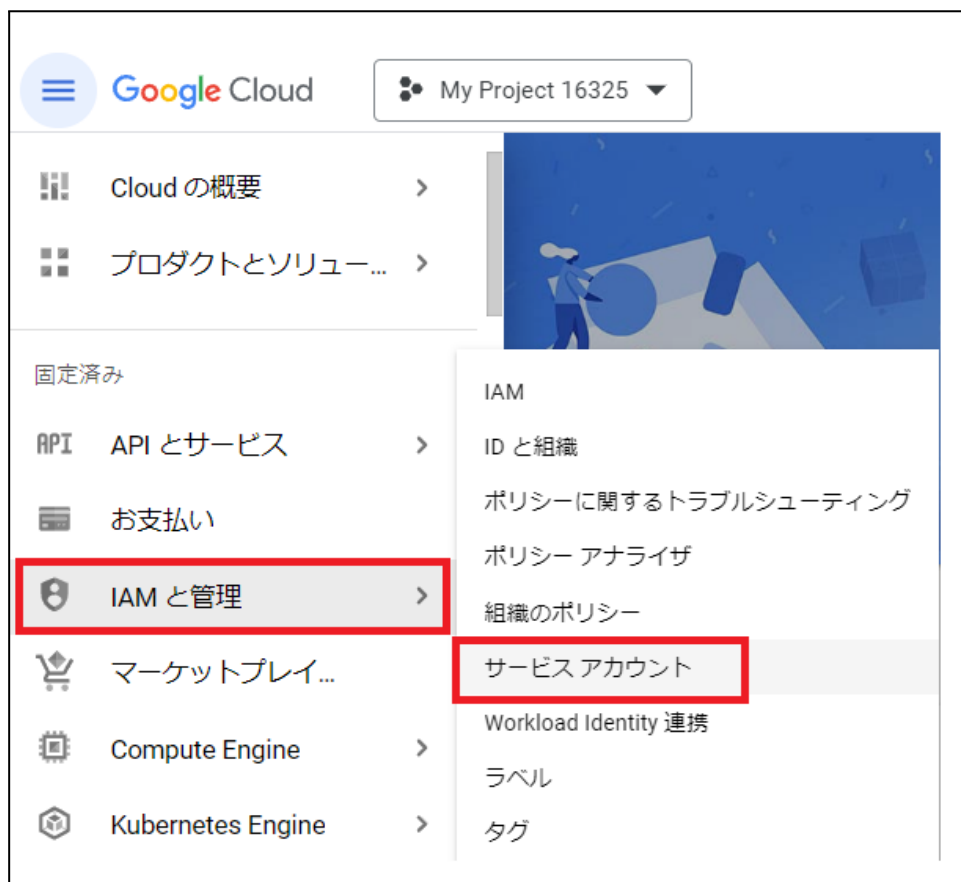 Google Cloud
My Project 16325
Cloud の概要
プロダクトとソリュー...
固定済み
API API とサービス
お支払い
IAM と管理
マーケットプレイ...
Compute Engine
Kubernetes Engine
IAM
ID と組織
ポリシーに関するトラブルシューティング
ポリシー アナライザ
組織のポリシー
サービス アカウント
Workload Identity 連携
ラベル
タグ